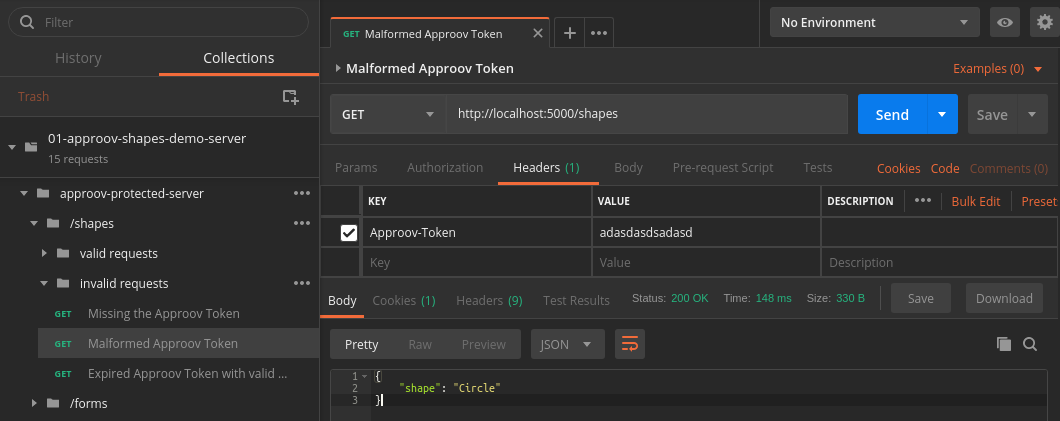 Filter
History Collections
Trash
01-approov-shapes-demo-server
15 requests
approov-protected-server
/shapes
valid requests
invalid requests
GET Missing the Approov Token
GET Malformed Approov Token
GET Expired Approov Token with valid ...
/forms
GET Malformed Approov Token
No Environment
Malformed Approov Token
Examples (0)
GET http://localhost:5000/shapes Send Save
Params Authorization Headers (1) Body Pre-request Script Tests Cookies Code Comments (0)
KEY VALUE DESCRIPTION Bulk Edit Preset
Approov-Token adasdasdsadasd
Key Value Description
Body Cookies (1) Headers (9) Test Results Status: 200 OK Time: 148 ms Size: 330 B Save Download
Pretty Raw Preview JSON
1 {
2 "shape": "Circle"
3 }